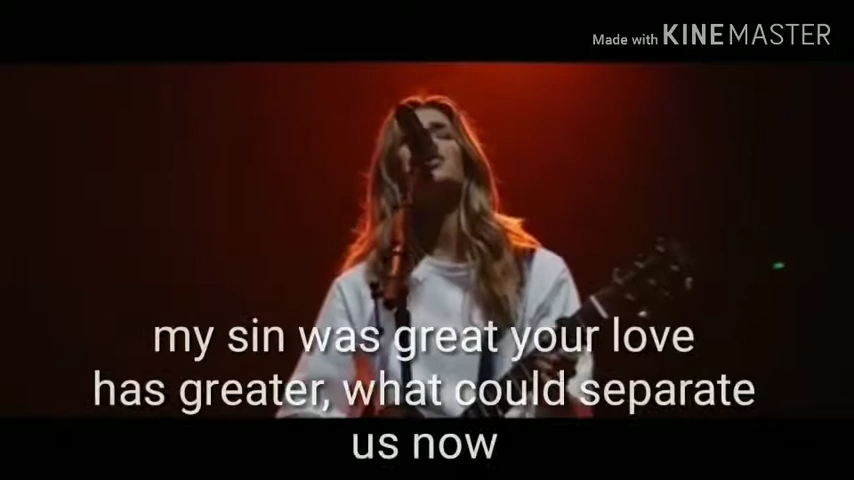 Made with KINEMASTER
my sin was great your love
has greater, what could separate
us now